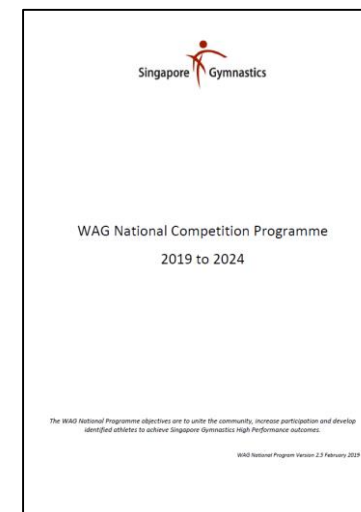 Singapore Gymnastics
WAG National Competition Programme
2019 to 2024
The WAG National Programme objectives are to unite the community, increase participation and develop
identified athletes to achieve Singapore Gymnastics High Performance outcomes.
WAG National Program Version 2.5 February 2019